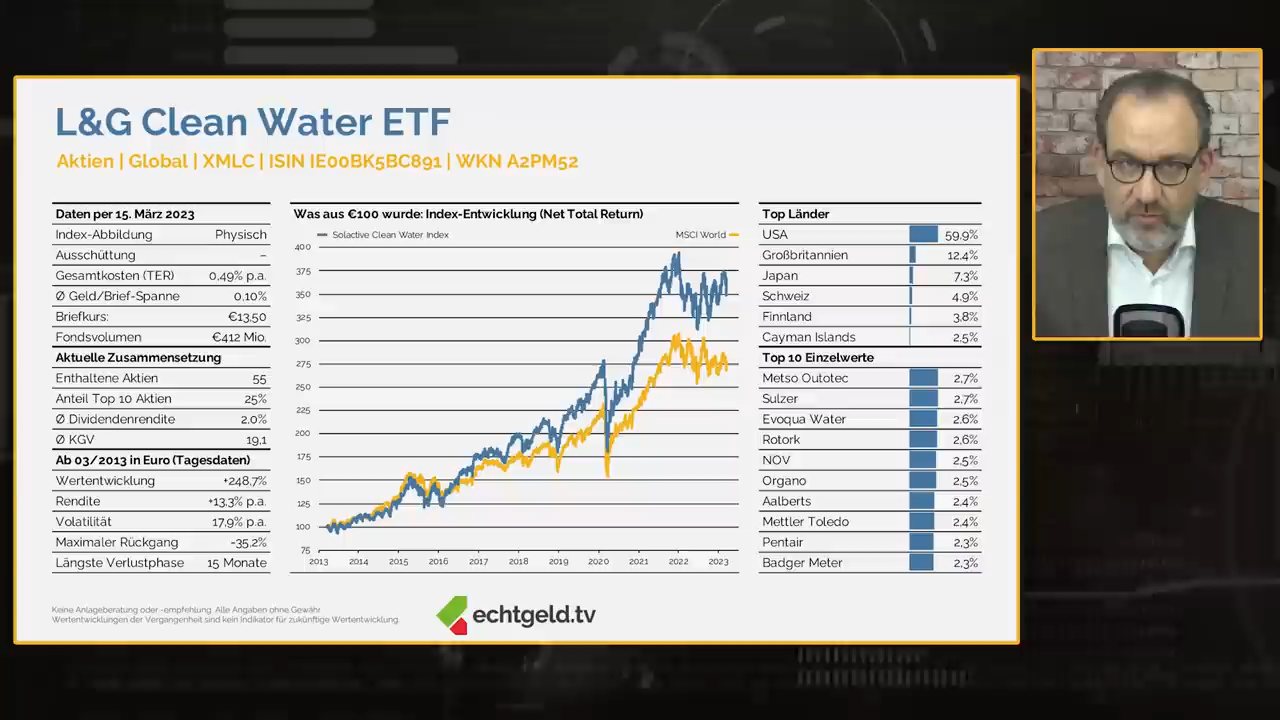 L&G Clean Water ETF
Aktien | Global | XMLC | ISIN IE00BK5BC891 | WKN A2PM52
Daten per 15. März 2023
Index-Abbildung Physisch
Ausschüttung –
Gesamtkosten (TER) 0,49% p.a.
Ø Geld/Brief-Spanne 0,10%
Briefkurs: €13,50
Fondsvolumen €412 Mio.
Aktuelle Zusammensetzung
Enthaltene Aktien 55
Anteil Top 10 Aktien 25%
Ø Dividendenrendite 2,0%
Ø KGV 19,1
Ab 03/2013 in Euro (Tagesdaten)
Wertentwicklung +248,7%
Rendite +13,3% p.a.
Volatilität 17,9% p.a.
Maximaler Rückgang -35,2%
Längste Verlustphase 15 Monate
Was aus €100 wurde: Index-Entwicklung (Net Total Return)
Solactive Clean Water Index MSCI World
400
375
350
325
300
275
250
225
200
175
150
125
100
75
2013 2014 2015 2016 2017 2018 2019 2020 2021 2022 2023
Top Länder
USA 59,9%
Großbritannien 12,4%
Japan 7,3%
Schweiz 4,9%
Finnland 3,8%
Cayman Islands 2,5%
Top 10 Einzelwerte
Metso Outotec 2,7%
Sulzer 2,7%
Evoqua Water 2,6%
Rotork 2,6%
NOV 2,5%
Organo 2,5%
Aalberts 2,4%
Mettler Toledo 2,4%
Pentair 2,3%
Badger Meter 2,3%
Keine Anlageberatung oder -empfehlung. Alle Angaben ohne Gewähr
Wertentwicklungen der Vergangenheit sind kein Indikator für zukünftige Wertentwicklung.
echtgeld.tv